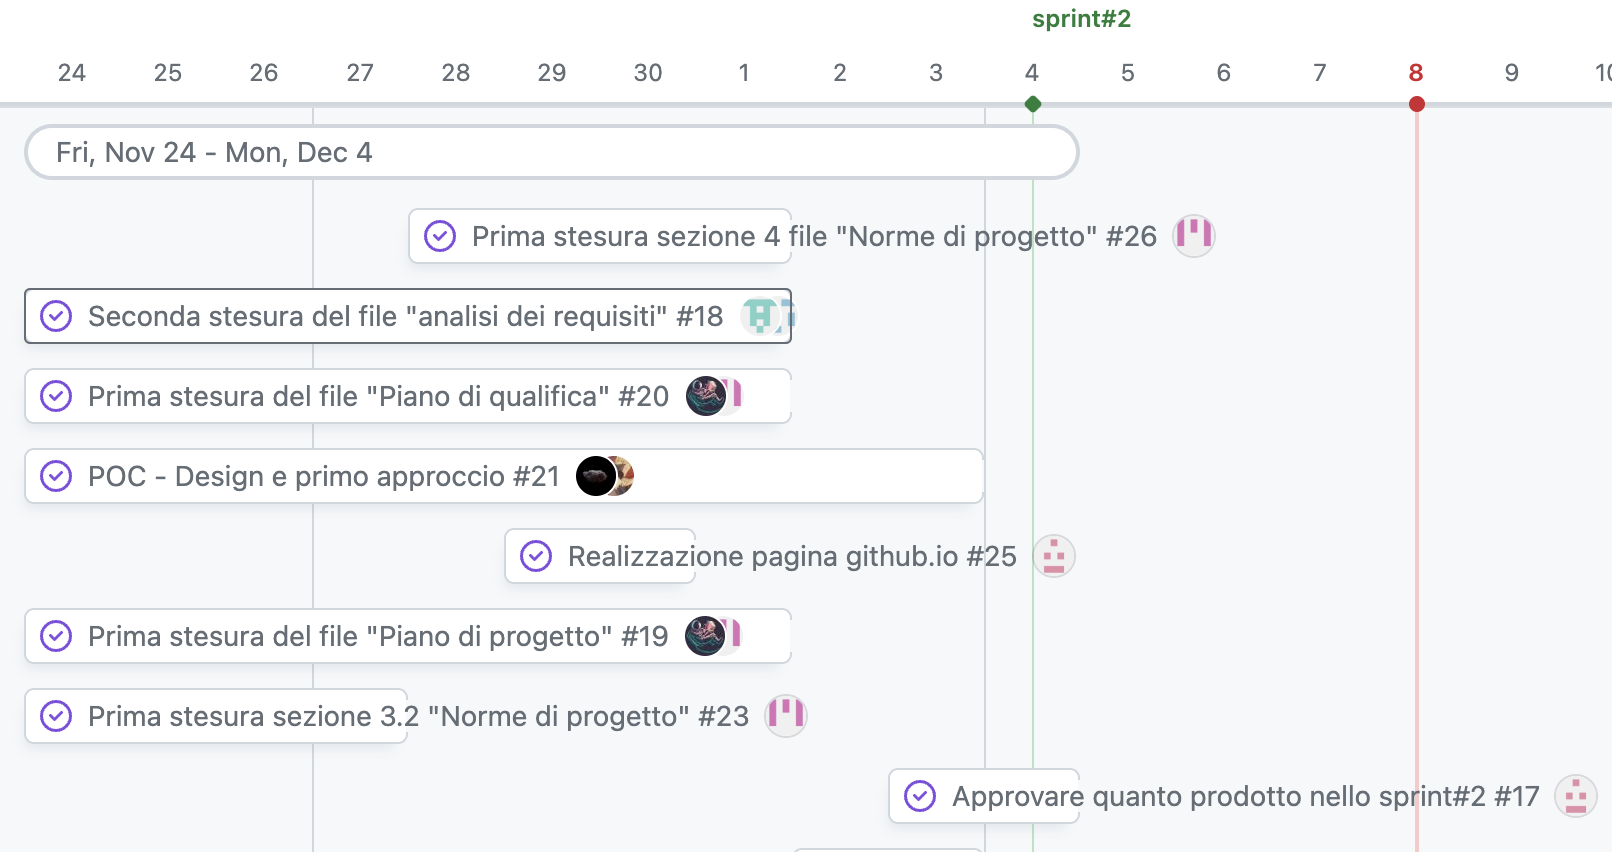 sprint#2
24 25 26 27 28 29 30 1 2 3 4 5 6 7 8 9 10
Fri, Nov 24 - Mon, Dec 4
Prima stesura sezione 4 file "Norme di progetto" #26
Seconda stesura del file "analisi dei requisiti" #18
Prima stesura del file "Piano di qualifica" #20
POC - Design e primo approccio #21
Realizzazione pagina github.io #25
Prima stesura del file "Piano di progetto" #19
Prima stesura sezione 3.2 "Norme di progetto" #23
Approvare quanto prodotto nello sprint#2 #17